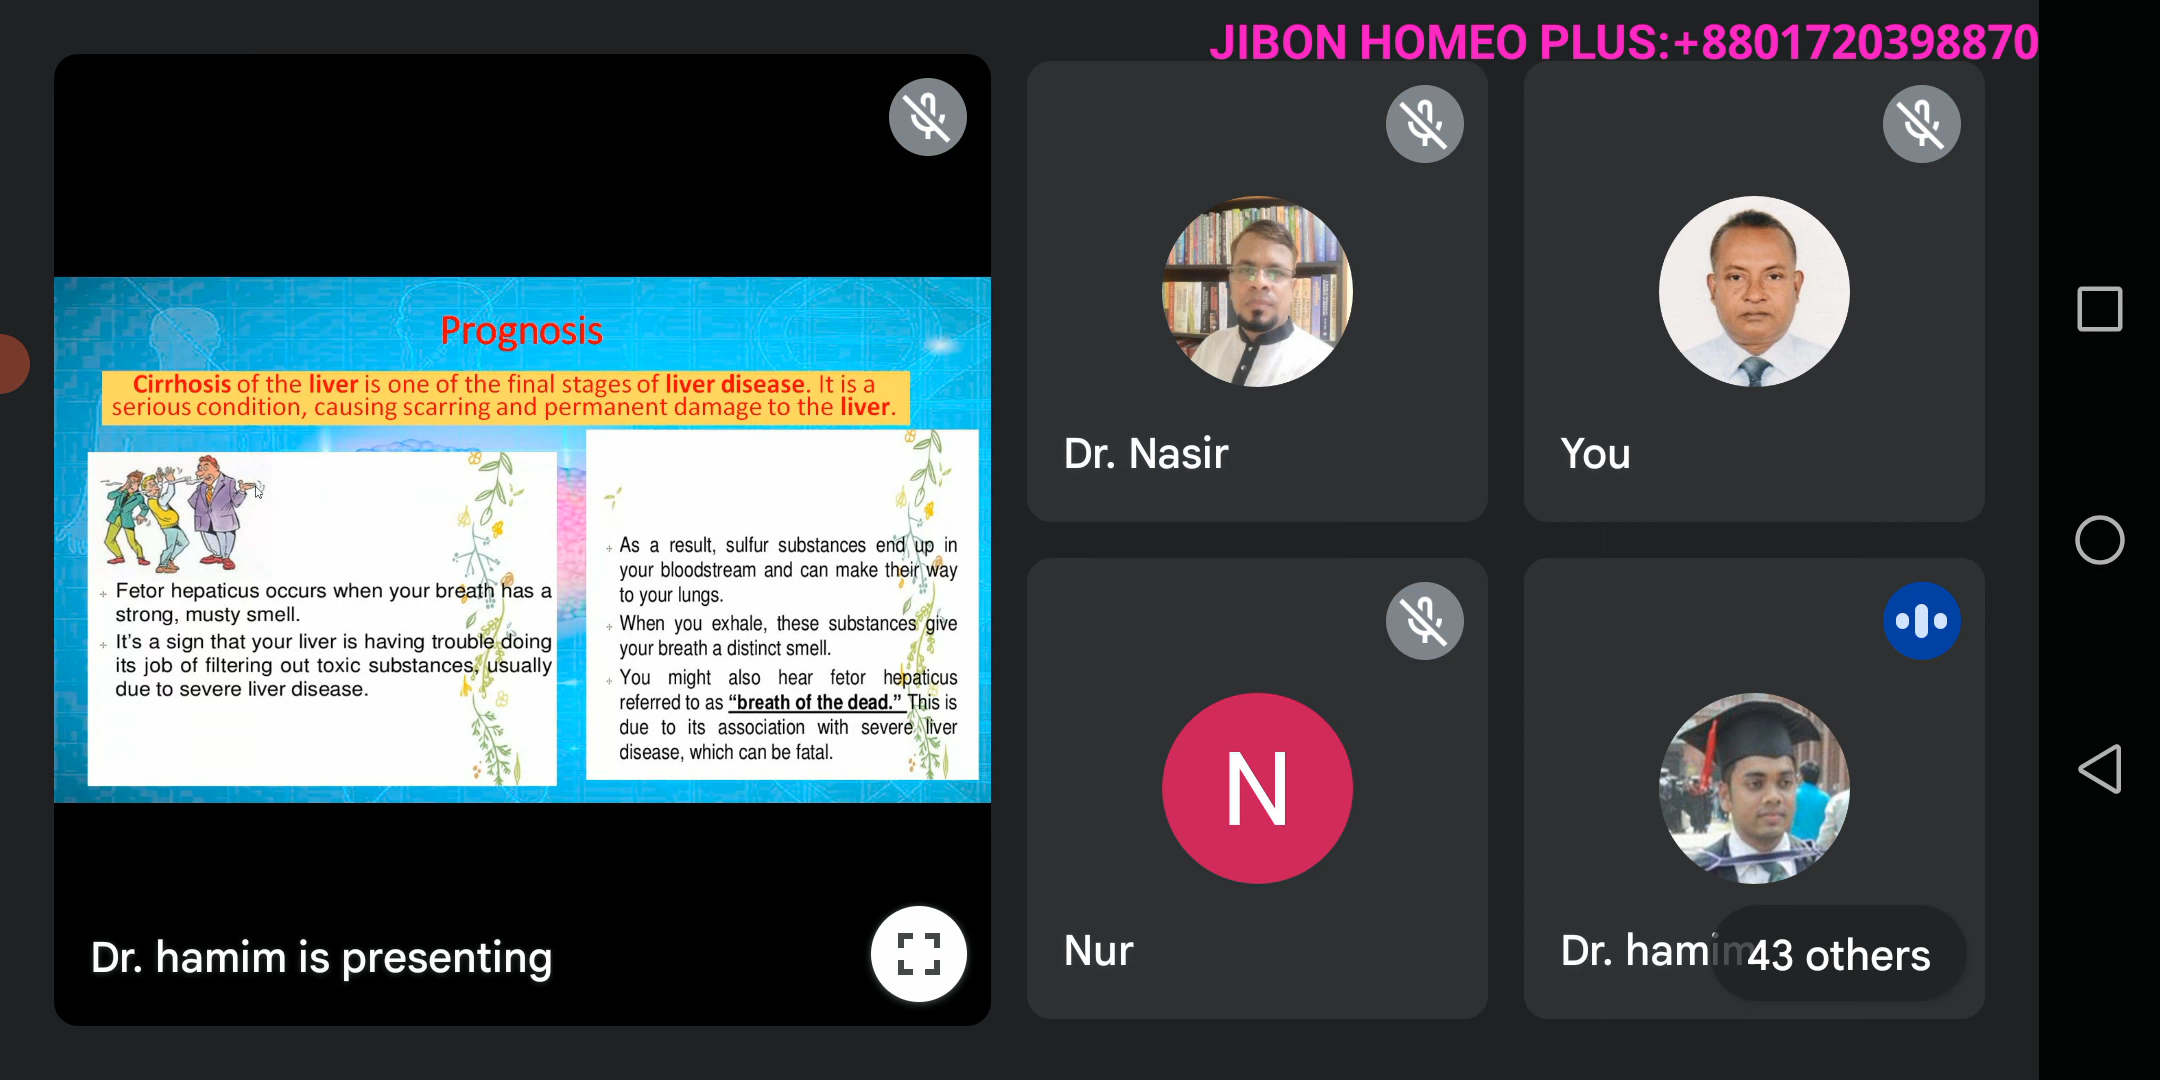 JIBON HOMEO PLUS:+8801720398870
Prognosis
Cirrhosis of the liver is one of the final stages of liver disease. It is a
serious condition, causing scarring and permanent damage to the liver.
Fetor hepaticus occurs when your breath has a
strong, musty smell.
It's a sign that your liver is having trouble doing
its job of filtering out toxic substances, usually
due to severe liver disease.
As a result, sulfur substances end up in
your bloodstream and can make their way
to your lungs.
When you exhale, these substances give
your breath a distinct smell.
You might also hear fetor hepaticus
referred to as “breath of the dead.” This is
due to its association with severe liver
disease, which can be fatal.
Dr. hamim is presenting
Dr. Nasir
You
N
Nur
Dr. hamim
43 others